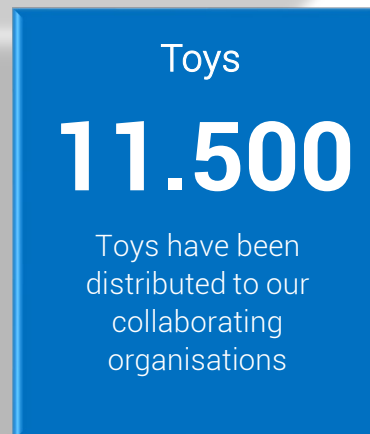 Toys
11.500
Toys have been
distributed to our
collaborating
organisations